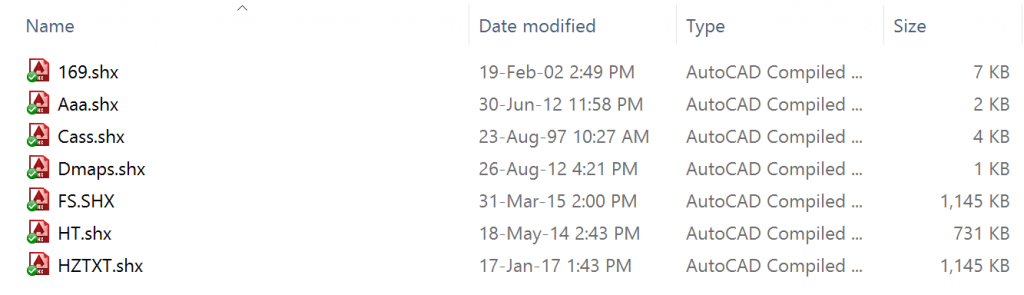 Name Date modified Type Size
169.shx 19-Feb-02 2:49 PM AutoCAD Compiled ... 7 KB
Aaa.shx 30-Jun-12 11:58 PM AutoCAD Compiled ... 2 KB
Cass.shx 23-Aug-97 10:27 AM AutoCAD Compiled ... 4 KB
Dmaps.shx 26-Aug-12 4:21 PM AutoCAD Compiled ... 1 KB
FS.SHX 31-Mar-15 2:00 PM AutoCAD Compiled ... 1,145 KB
HT.shx 18-May-14 2:43 PM AutoCAD Compiled ... 731 KB
HZTXT.shx 17-Jan-17 1:43 PM AutoCAD Compiled ... 1,145 KB